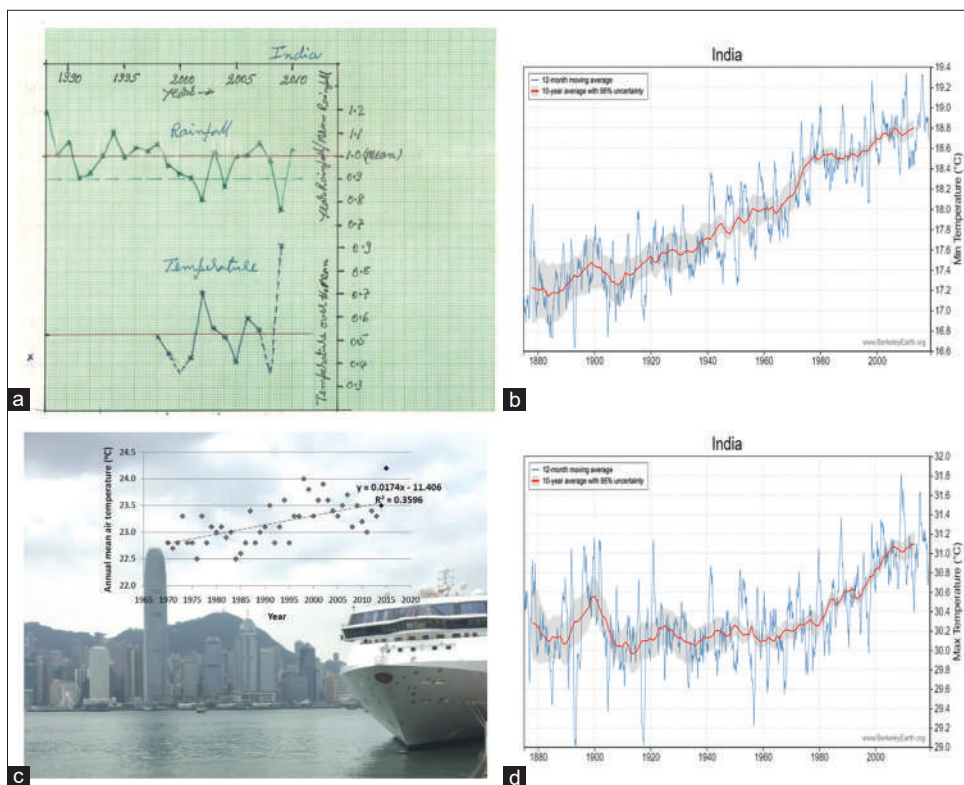 India
1990 1995 2000 2005 2010
Years →
Rainfall
1.2
1.1
1.0 (Mean)
0.9
0.8
0.7
Year Rainfall/Mean Rainfall
Temperature
0.9
0.8
0.7
0.6
0.5
0.4
0.3
Temperature over the Mean
x
a
India
12-month moving average
10-year average with 95% uncertainty
19.4
19.2
19.0
18.8
18.6
18.4
18.2
18.0
17.8
17.6
17.4
17.2
17.0
16.8
16.6
Min Temperature (°C)
www.BerkeleyEarth.org
1880 1900 1920 1940 1960 1980 2000
b
Annual mean air temperature (°C)
24.5
24.0
23.5
23.0
22.5
22.0
y = 0.0174x - 11.406
R² = 0.3596
1965 1970 1975 1980 1985 1990 1995 2000 2005 2010 2015 2020
Year
c
India
12-month moving average
10-year average with 95% uncertainty
32.0
31.8
31.6
31.4
31.2
31.0
30.8
30.6
30.4
30.2
30.0
29.8
29.6
29.4
29.2
29.0
Max Temperature (°C)
www.BerkeleyEarth.org
1880 1900 1920 1940 1960 1980 2000
d